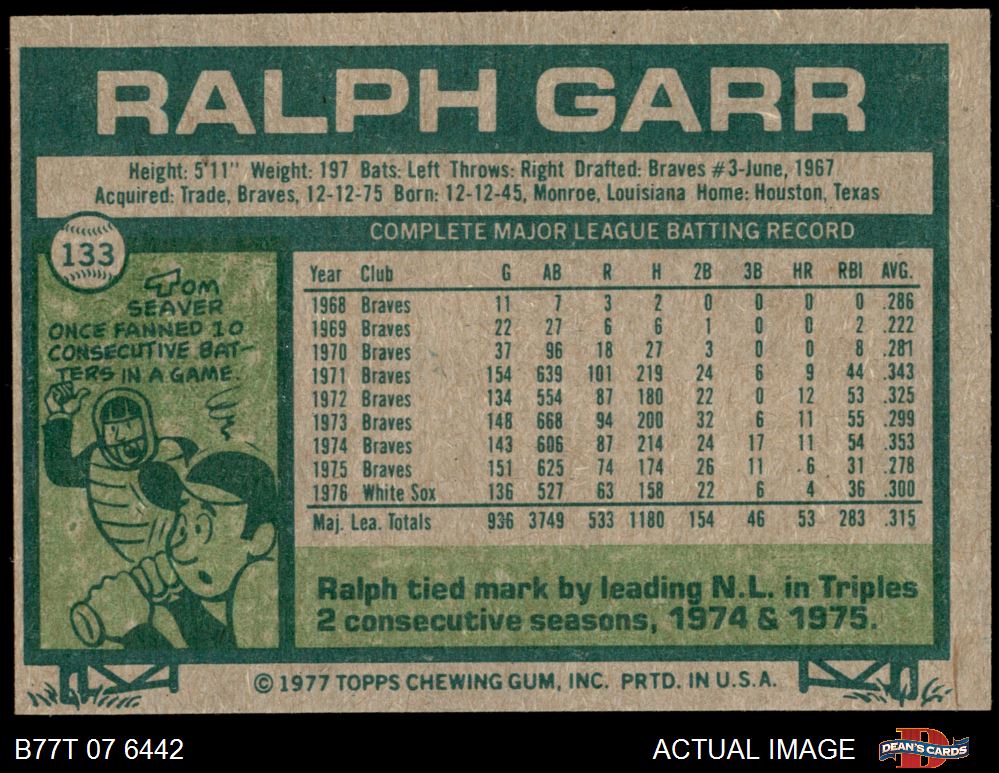 RALPH GARR
Height: 5'11" Weight: 197 Bats: Left Throws: Right Drafted: Braves #3-June, 1967
Acquired: Trade, Braves, 12-12-75 Born: 12-12-45, Monroe, Louisiana Home: Houston, Texas
133
TOM
SEAVER
ONCE FANNED 10
CONSECUTIVE BAT-
TERS IN A GAME.
COMPLETE MAJOR LEAGUE BATTING RECORD
Year Club G AB R H 2B 3B HR RBI AVG.
1968 Braves 11 7 3 2 0 0 0 0 .286
1969 Braves 22 27 6 6 1 0 0 2 .222
1970 Braves 37 96 18 27 3 0 0 8 .281
1971 Braves 154 639 101 219 24 6 9 44 .343
1972 Braves 134 554 87 180 22 0 12 53 .325
1973 Braves 148 668 94 200 32 6 11 55 .299
1974 Braves 143 606 87 214 24 17 11 54 .353
1975 Braves 151 625 74 174 26 11 6 31 .278
1976 White Sox 136 527 63 158 22 6 4 36 .300
Maj. Lea. Totals 936 3749 533 1180 154 46 53 283 .315
Ralph tied mark by leading N.L. in Triples
2 consecutive seasons, 1974 & 1975.
© 1977 TOPPS CHEWING GUM, INC. PRTD. IN U.S.A.
B77T 07 6442
ACTUAL IMAGE
D
DEAN'S CARDS